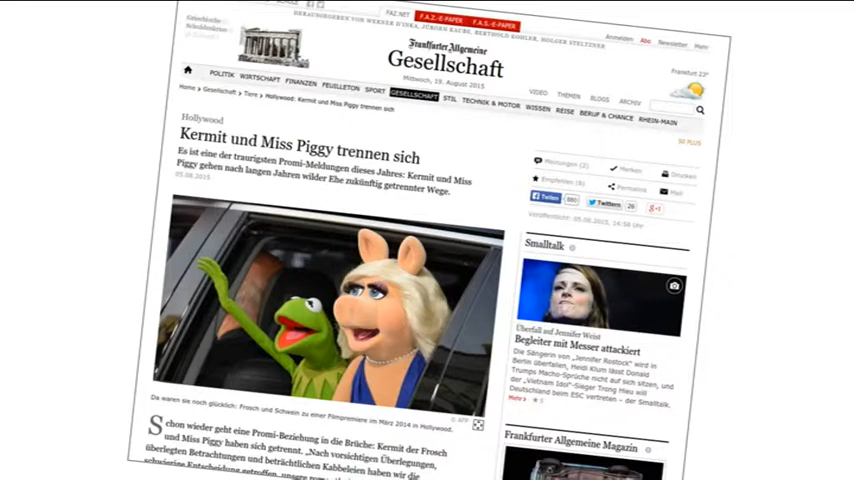 FAZ.NET F.A.Z.-E-PAPER F.A.S.-E-PAPER
HERAUSGEGEBEN VON WERNER D'INKA, JÜRGEN KAUBE, BERTHOLD KOHLER, HOLGER STELTZNER
Anmelden Abo Newsletter Mehr
Frankfurter Allgemeine
Gesellschaft
Mittwoch, 19. August 2015
Frankfurt 23°
VIDEO THEMEN BLOGS ARCHIV
POLITIK WIRTSCHAFT FINANZEN FEUILLETON SPORT GESELLSCHAFT STIL TECHNIK & MOTOR WISSEN REISE BERUF & CHANCE RHEIN-MAIN
Home > Gesellschaft > Tiere > Hollywood: Kermit und Miss Piggy trennen sich
Hollywood
Kermit und Miss Piggy trennen sich
Es ist eine der traurigsten Promi-Meldungen dieses Jahres: Kermit und Miss
Piggy gehen nach langen Jahren wilder Ehe zukünftig getrennter Wege.
05.08.2015
Meinungen (2) Merken Drucken
Empfehlen (8) Permalink Mail
Teilen 880 Twittern 26 g+1
Veröffentlicht: 05.08.2015, 14:58 Uhr
Smalltalk
Überfall auf Jennifer Weist
Begleiter mit Messer attackiert
Die Sängerin von „Jennifer Rostock“ wird in
Berlin überfallen, Heidi Klum lässt Donald
Trumps Macho-Sprüche nicht auf sich sitzen, und
der „Vietnam Idol“-Sieger Trong Hieu will
Deutschland beim ESC vertreten – der Smalltalk.
Mehr 5
Da waren sie noch glücklich: Frosch und Schwein zu einer Filmpremiere im März 2014 in Hollywood.
© AFP
Schon wieder geht eine Promi-Beziehung in die Brüche: Kermit der Frosch
und Miss Piggy haben sich getrennt. „Nach vorsichtigen Überlegungen,
überlegten Betrachtungen und beträchtlichen Kabbeleien haben wir die
schwierige Entscheidung getroffen, unsere
Frankfurter Allgemeine Magazin